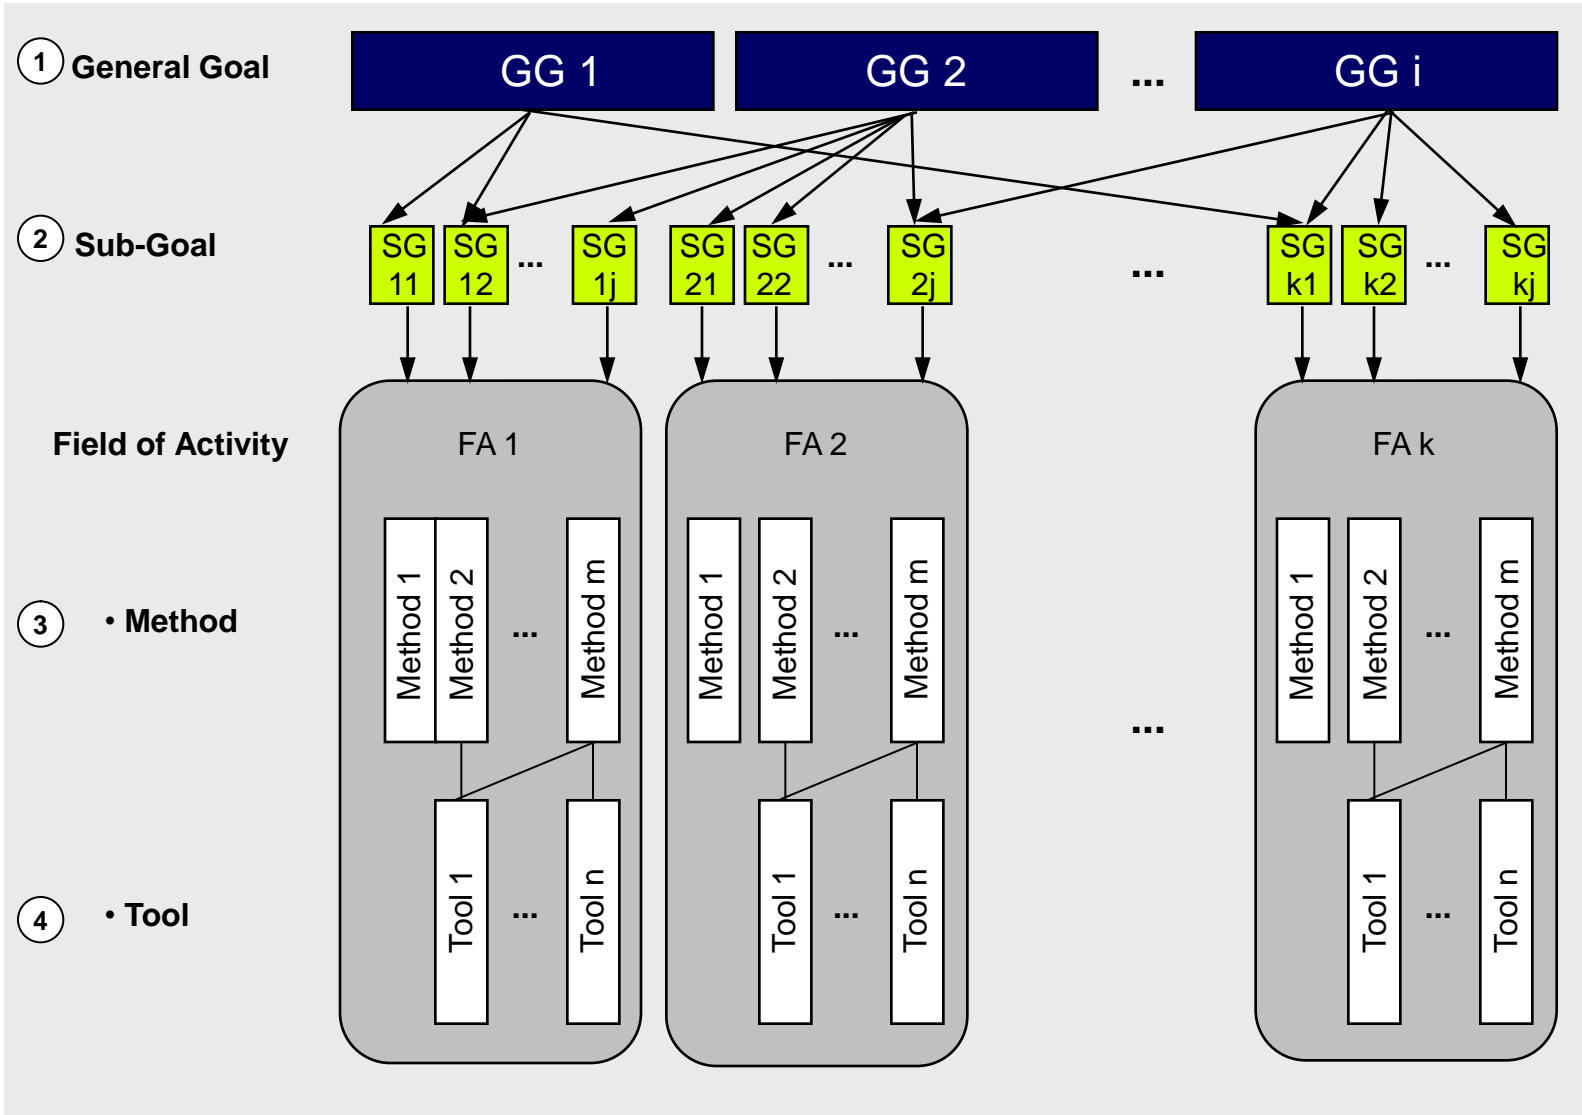 1 General Goal GG 1 GG 2 ... GG i
2 Sub-Goal
SG 11
SG 12
...
SG 1j
SG 21
SG 22
...
SG 2j
...
SG k1
SG k2
...
SG kj
Field of Activity FA 1 FA 2 FA k
3 • Method
Method 1
Method 2
...
Method m
Method 1
Method 2
...
Method m
...
Method 1
Method 2
...
Method m
4 • Tool
Tool 1
...
Tool n
Tool 1
...
Tool n
Tool 1
...
Tool n